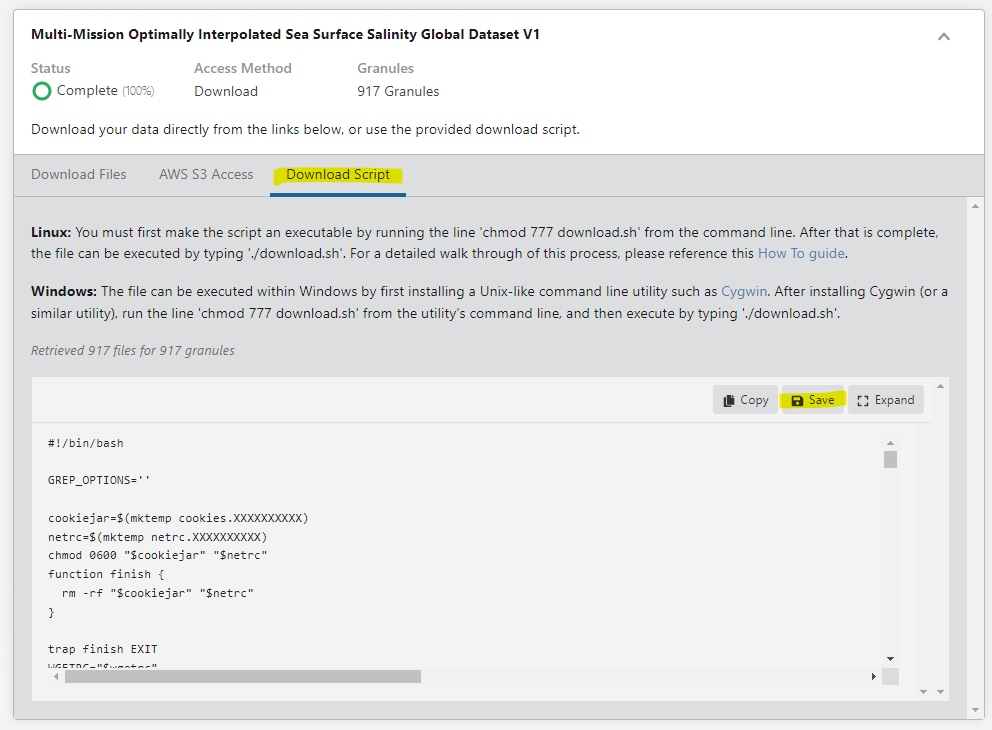 Multi-Mission Optimally Interpolated Sea Surface Salinity Global Dataset V1
Status Access Method Granules
Complete (100%) Download 917 Granules
Download your data directly from the links below, or use the provided download script.
Download Files AWS S3 Access Download Script
Linux: You must first make the script an executable by running the line 'chmod 777 download.sh' from the command line. After that is complete,
the file can be executed by typing './download.sh'. For a detailed walk through of this process, please reference this How To guide.
Windows: The file can be executed within Windows by first installing a Unix-like command line utility such as Cygwin. After installing Cygwin (or a
similar utility), run the line 'chmod 777 download.sh' from the utility's command line, and then execute by typing './download.sh'.
Retrieved 917 files for 917 granules
Copy Save Expand
#!/bin/bash
GREP_OPTIONS=''
cookiejar=$(mktemp cookies.XXXXXXXXXX)
netrc=$(mktemp netrc.XXXXXXXXXX)
chmod 0600 "$cookiejar" "$netrc"
function finish {
  rm -rf "$cookiejar" "$netrc"
}
trap finish EXIT
WGETRC="$wgetrc"